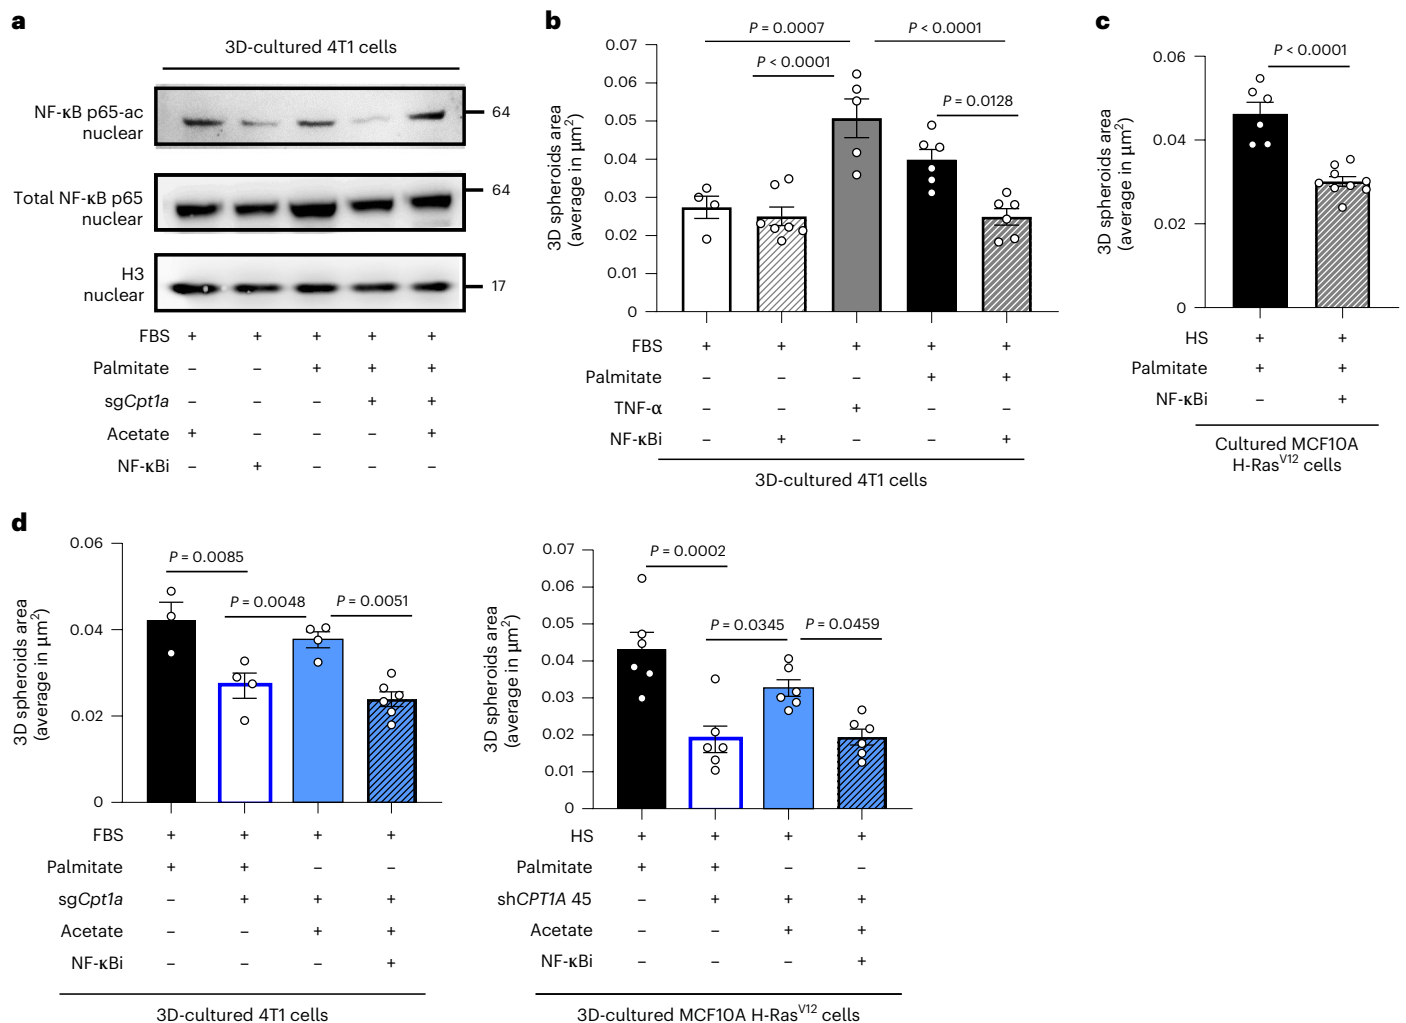 a
3D-cultured 4T1 cells
NF-κB p65-ac
nuclear
64
Total NF-κB p65
nuclear
64
H3
nuclear
17
FBS + + + + +
Palmitate – – + + +
sgCpt1a – – – + +
Acetate + – – – +
NF-κBi – + – – –
b
3D spheroids area
(average in μm²)
0.07
0.06
0.05
0.04
0.03
0.02
0.01
0
P = 0.0007
P < 0.0001
P < 0.0001
P = 0.0128
FBS + + + + +
Palmitate – – – + +
TNF-α – – + – –
NF-κBi – + – – +
3D-cultured 4T1 cells
c
3D spheroids area
(average in μm²)
0.06
0.04
0.02
0
P < 0.0001
HS + +
Palmitate + +
NF-κBi – +
Cultured MCF10A
H-Rasⱽ¹² cells
d
3D spheroids area
(average in μm²)
0.06
0.04
0.02
0
P = 0.0085
P = 0.0048
P = 0.0051
FBS + + + +
Palmitate + + – –
sgCpt1a – + + +
Acetate – – + +
NF-κBi – – – +
3D-cultured 4T1 cells
3D spheroids area
(average in μm²)
0.07
0.06
0.05
0.04
0.03
0.02
0.01
0
P = 0.0002
P = 0.0345
P = 0.0459
HS + + + +
Palmitate + + – –
shCPT1A 45 – + + +
Acetate – – + +
NF-κBi – – – +
3D-cultured MCF10A H-Rasⱽ¹² cells